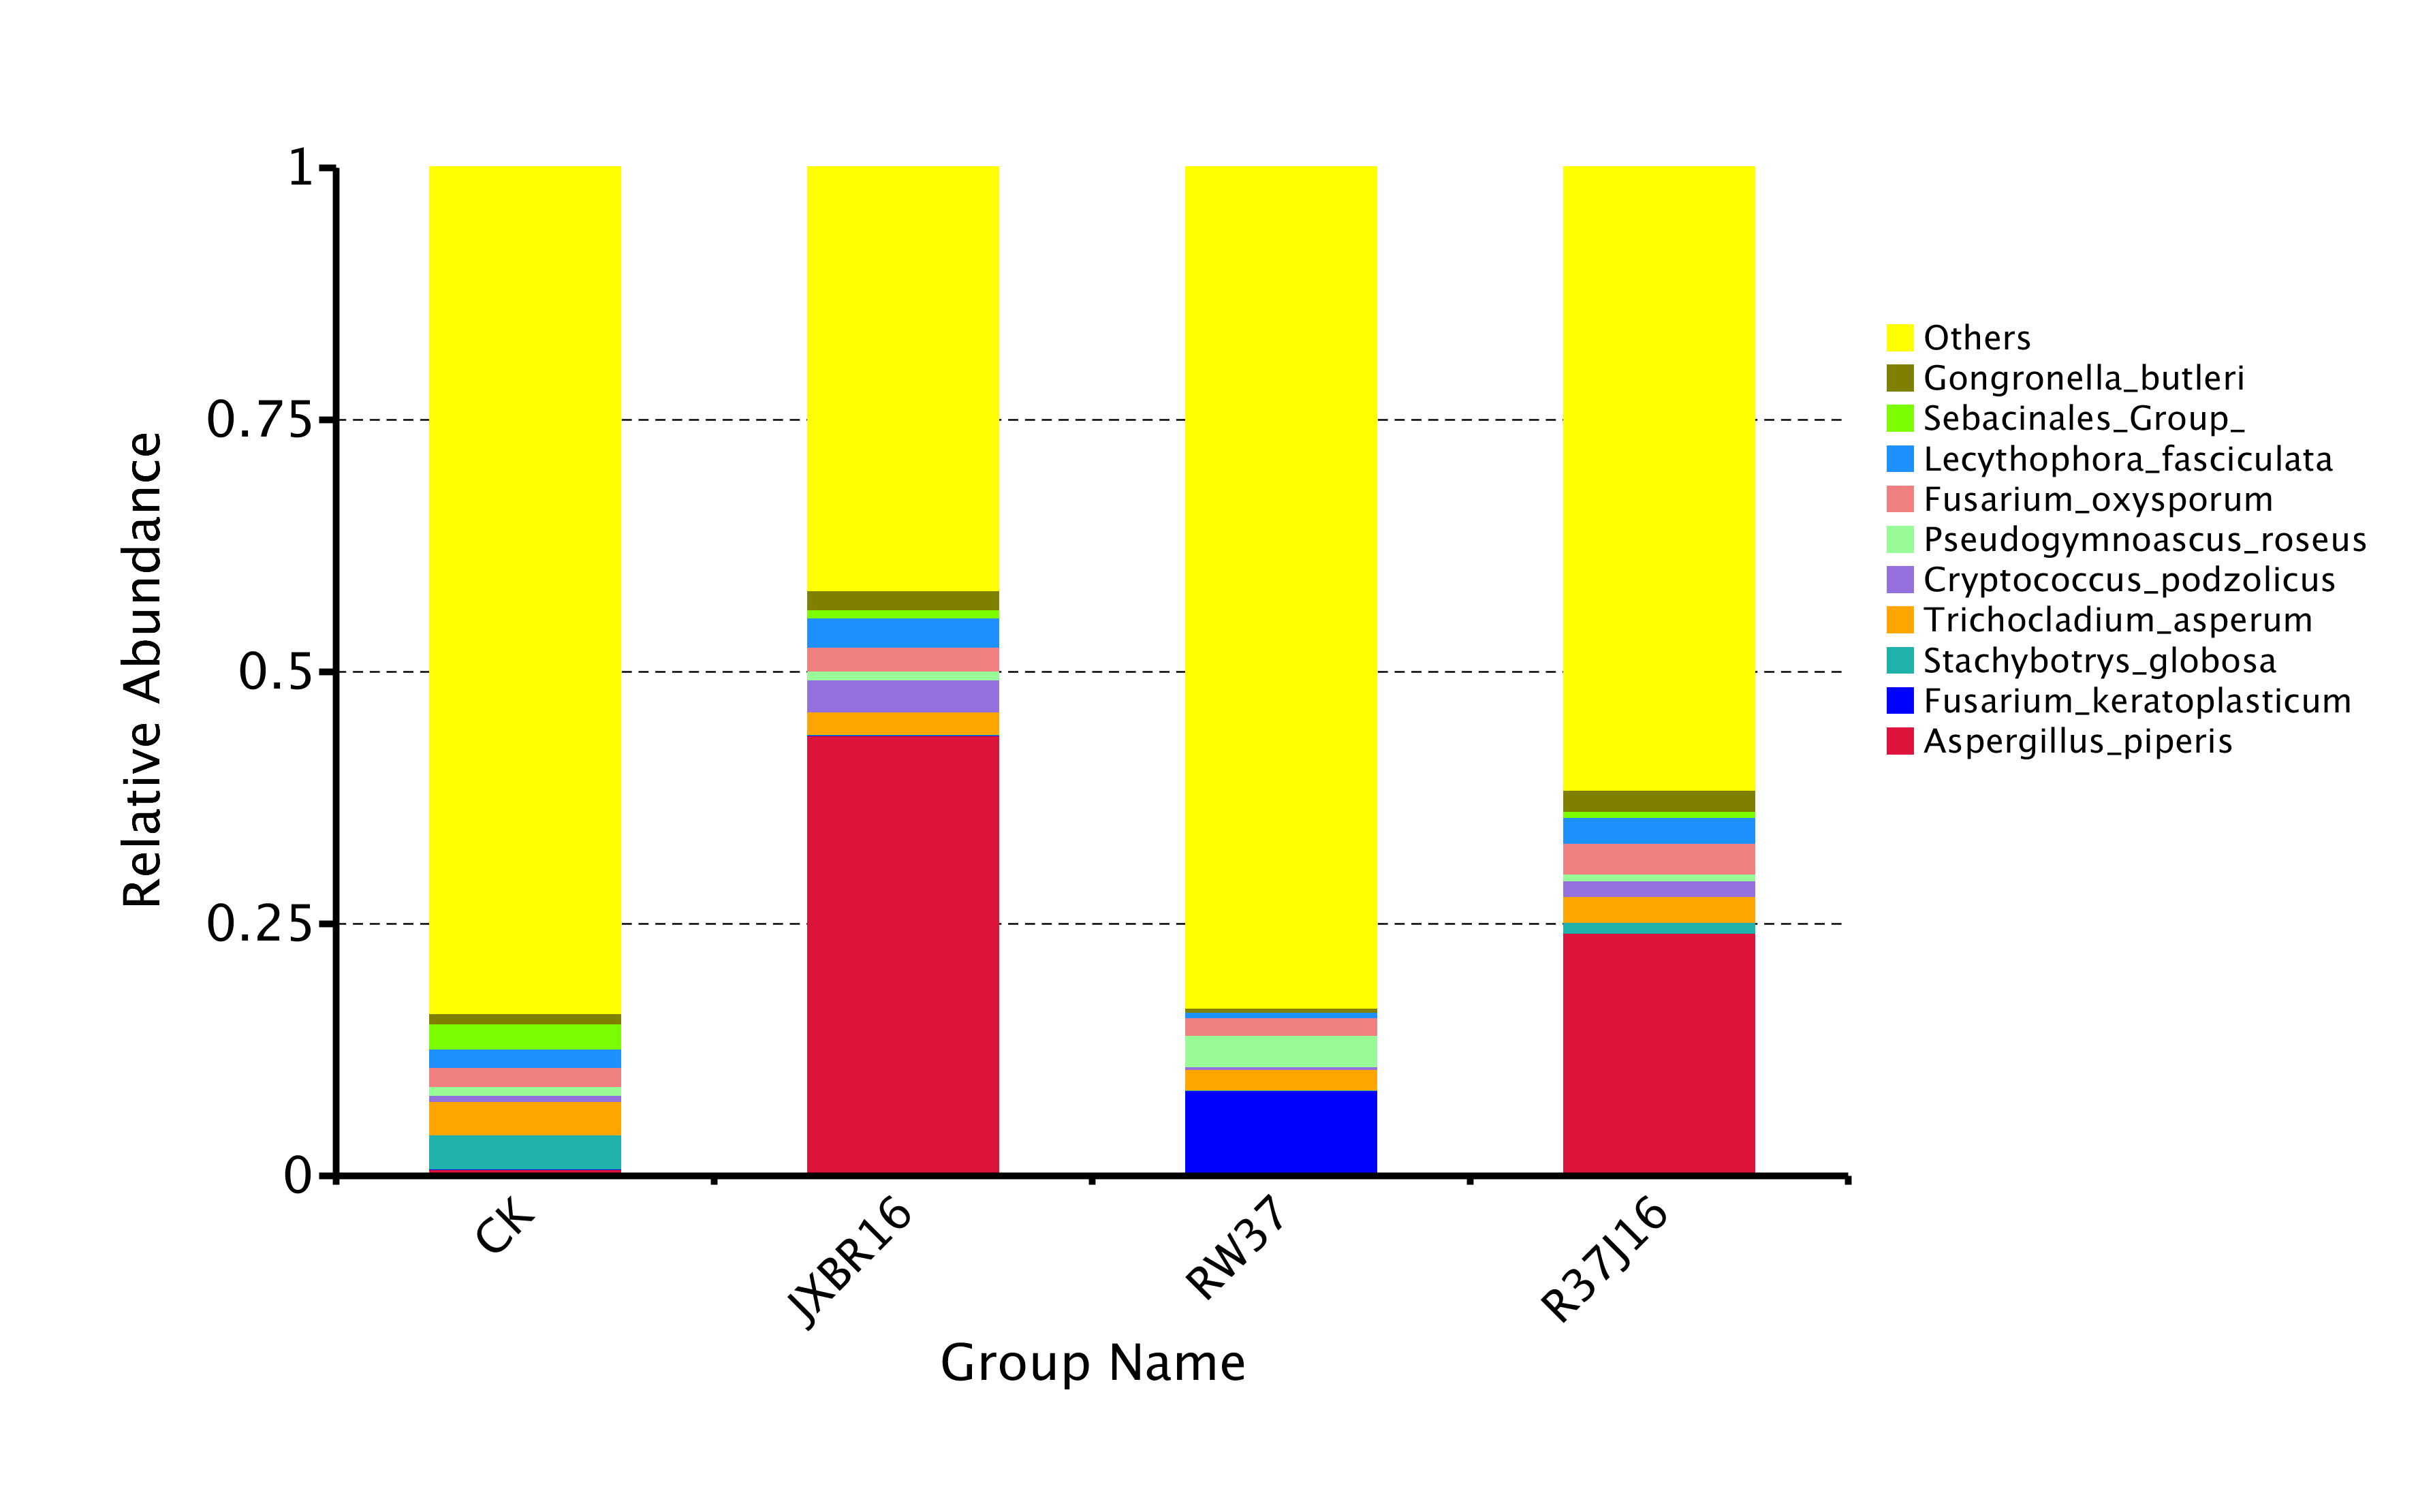 1
0.75
0.5
0.25
0
Relative Abundance
CK
JXBR16
RW37
R37J16
Group Name
Others
Gongronella_butleri
Sebacinales_Group_
Lecythophora_fasciculata
Fusarium_oxysporum
Pseudogymnoascus_roseus
Cryptococcus_podzolicus
Trichocladium_asperum
Stachybotrys_globosa
Fusarium_keratoplasticum
Aspergillus_piperis